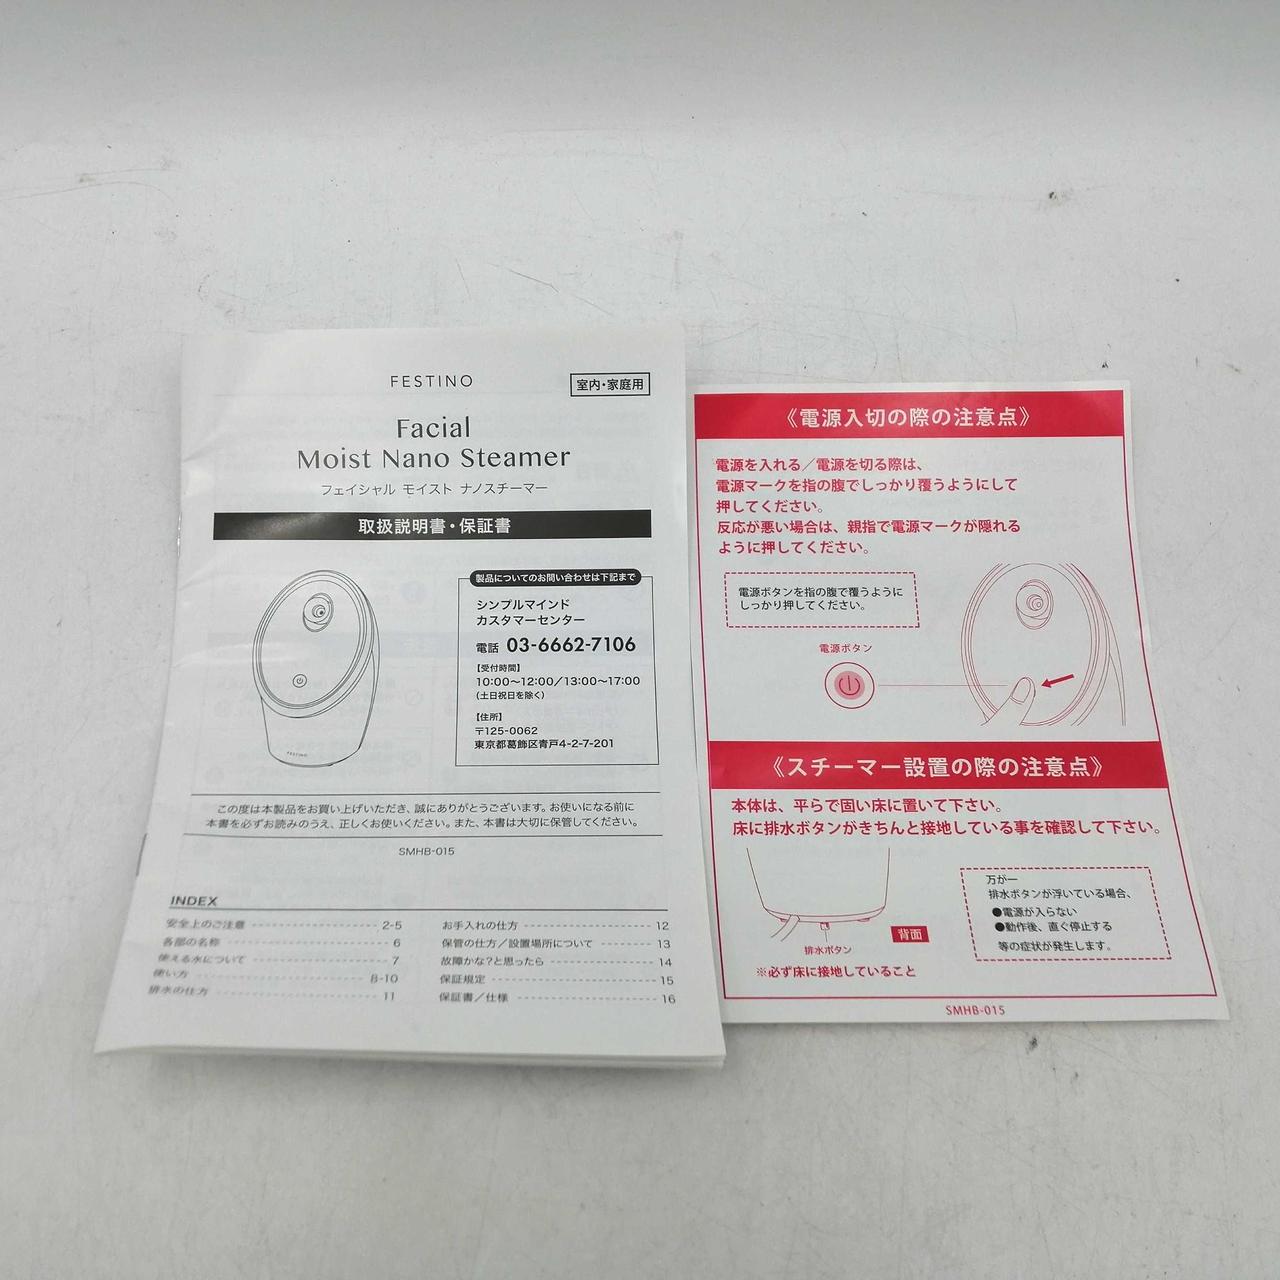 FESTINO
室内・家庭用
Facial
Moist Nano Steamer
フェイシャル モイスト ナノスチーマー
取扱説明書・保証書
製品についてのお問い合わせは下記まで
シンプルマインド
カスタマーセンター
電話 03-6662-7106
【受付時間】
10:00〜12:00／13:00〜17:00
(土日祝日を除く)
【住所】
〒125-0062
東京都葛飾区青戸4-2-7-201
FESTINO
この度は本製品をお買い上げいただき、誠にありがとうございます。お使いになる前に
本書を必ずお読みのうえ、正しくお使いください。また、本書は大切に保管してください。
SMHB-015
INDEX
安全上のご注意 2-5
各部の名称 6
使える水について 7
使い方 8-10
排水の仕方 11
お手入れの仕方 12
保管の仕方／設置場所について 13
故障かな?と思ったら 14
保証規定 15
保証書／仕様 16
《電源入切の際の注意点》
電源を入れる／電源を切る際は、
電源マークを指の腹でしっかり覆うようにして
押してください。
反応が悪い場合は、親指で電源マークが隠れる
ように押してください。
電源ボタンを指の腹で覆うように
しっかり押してください。
電源ボタン
《スチーマー設置の際の注意点》
本体は、平らで固い床に置いて下さい。
床に排水ボタンがきちんと接地している事を確認して下さい。
万が一
排水ボタンが浮いている場合、
●電源が入らない
●動作後、直ぐ停止する
等の症状が発生します。
背面
排水ボタン
※必ず床に接地していること
SMHB-015